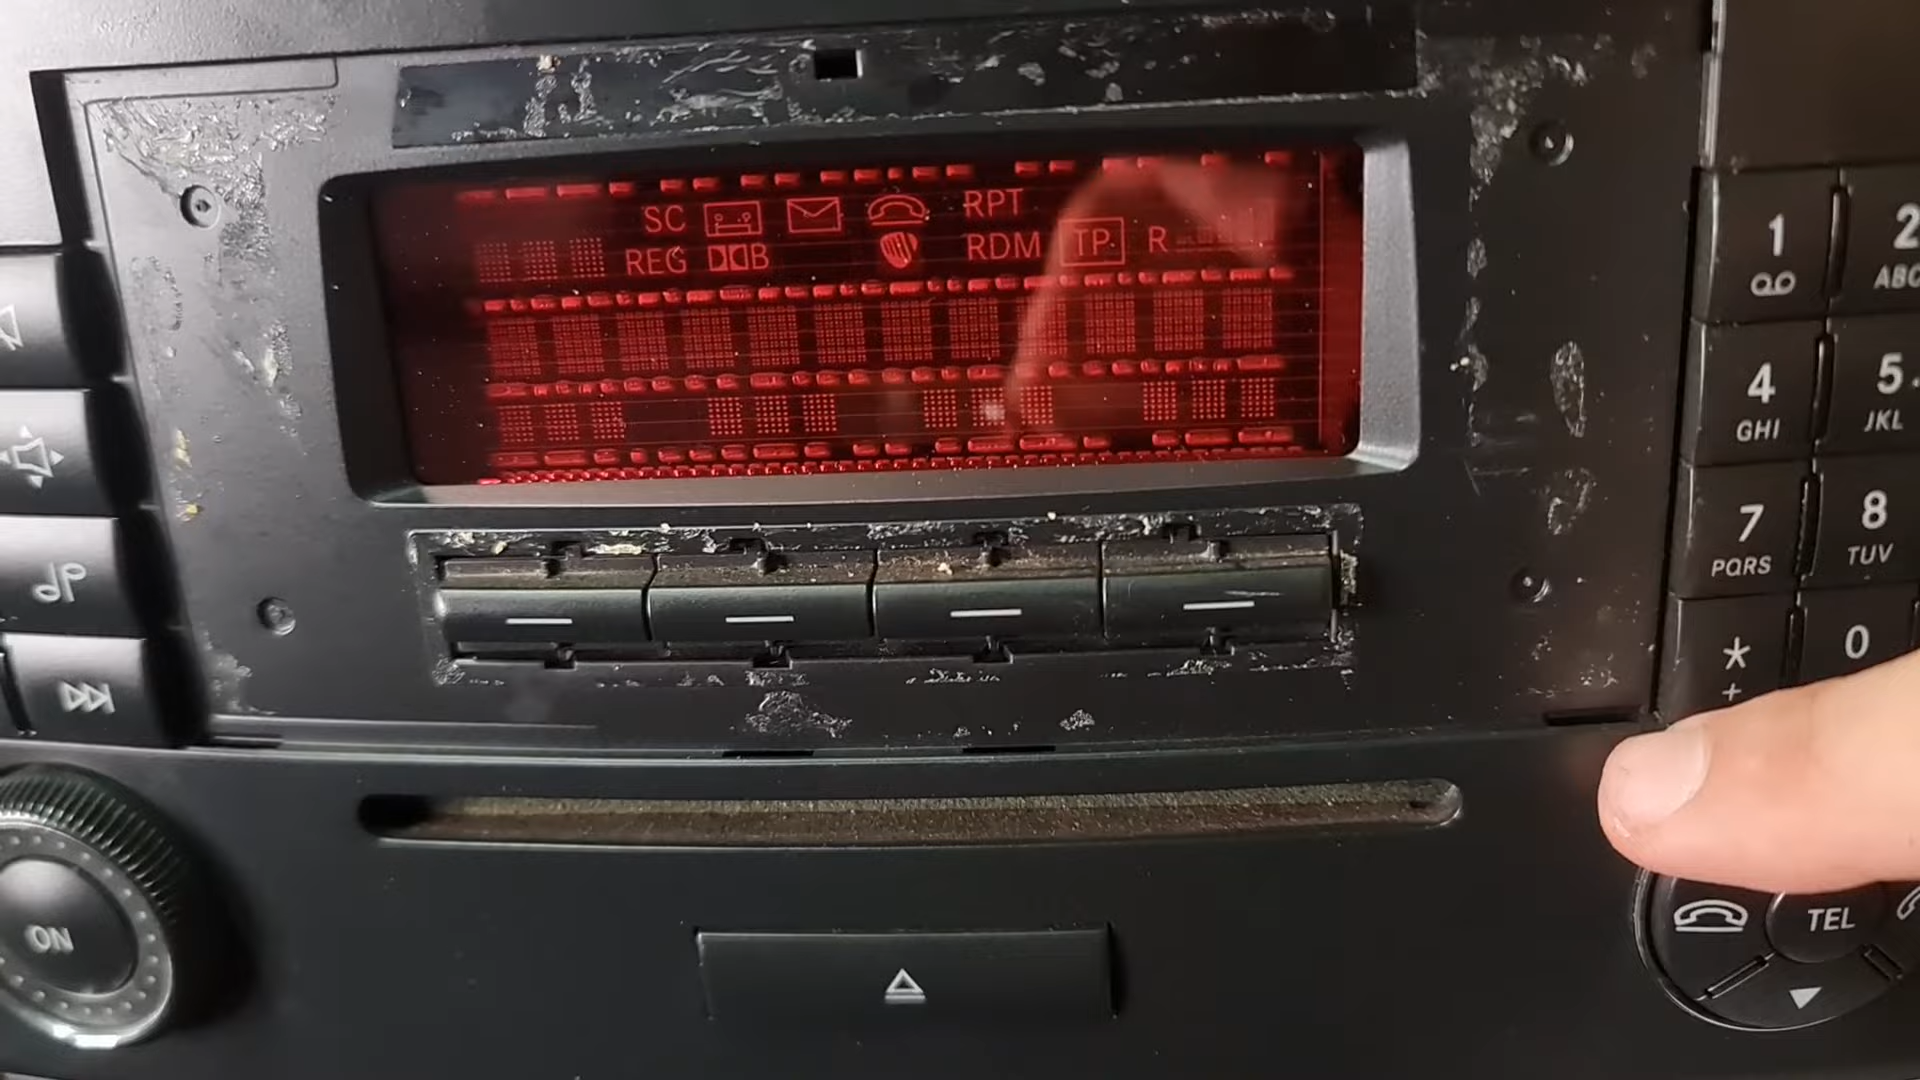 SC RPT
REG B RDM TP R
1 2
ABC
4 5
GHI JKL
7 8
PQRS TUV
* 0
+
ON
TEL